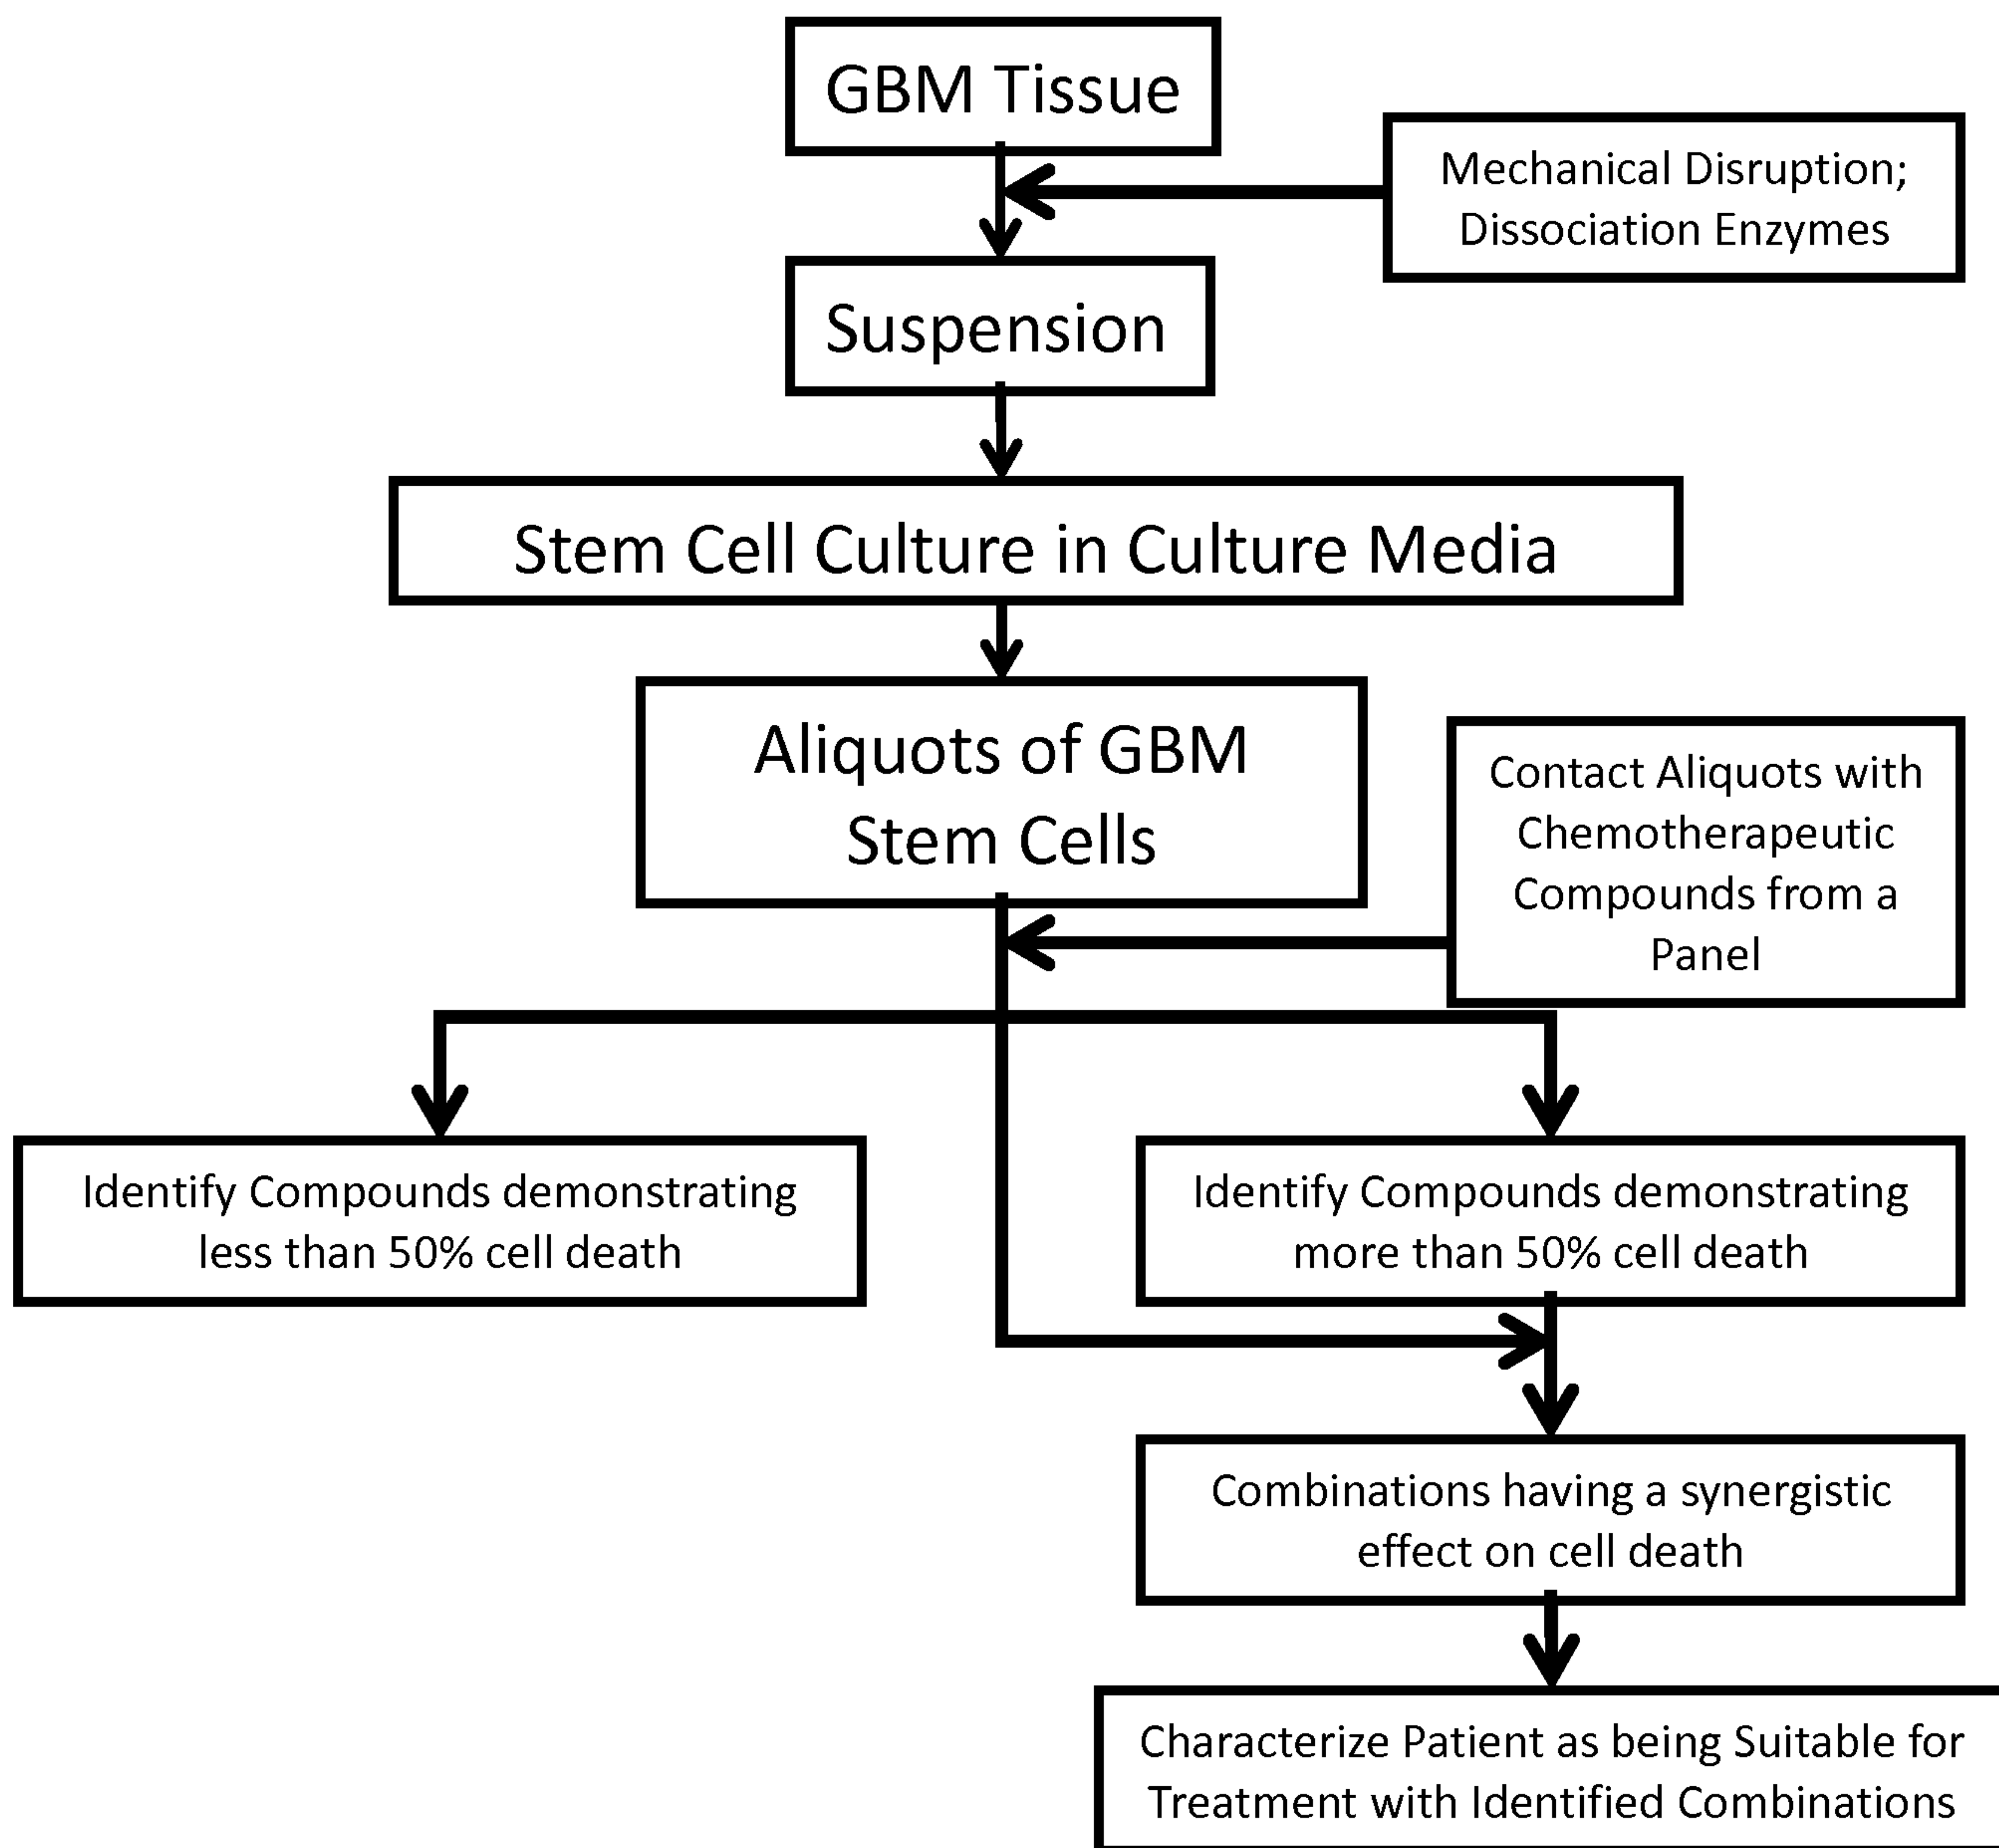 GBM Tissue
Mechanical Disruption;
Dissociation Enzymes
Suspension
Stem Cell Culture in Culture Media
Aliquots of GBM
Stem Cells
Contact Aliquots with
Chemotherapeutic
Compounds from a
Panel
Identify Compounds demonstrating
less than 50% cell death
Identify Compounds demonstrating
more than 50% cell death
Combinations having a synergistic
effect on cell death
Characterize Patient as being Suitable for
Treatment with Identified Combinations